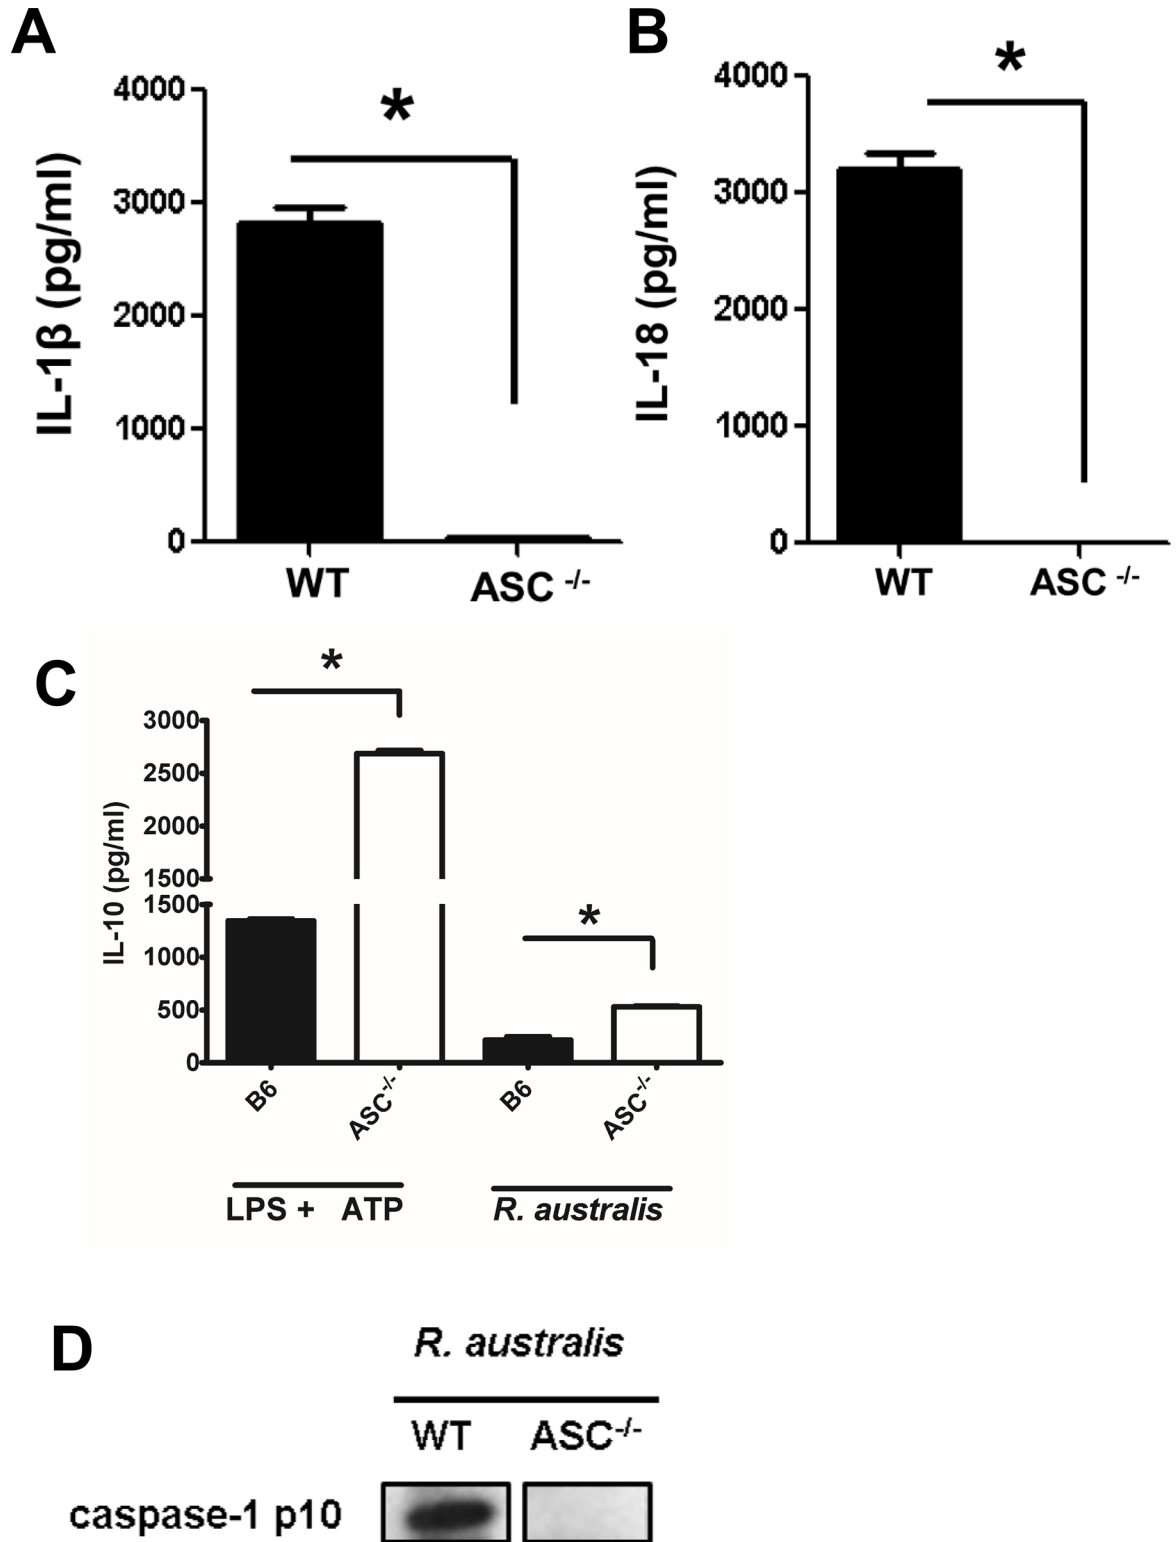 A
4000
3000
2000
1000
0
IL-1β (pg/ml)
*
WT
ASC -/-
B
4000
3000
2000
1000
0
IL-18 (pg/ml)
*
WT
ASC -/-
C
3000
2500
2000
1500
1500
1000
500
0
IL-10 (pg/ml)
*
*
B6
ASC-/-
B6
ASC-/-
LPS + ATP
R. australis
D
R. australis
WT ASC-/-
caspase-1 p10